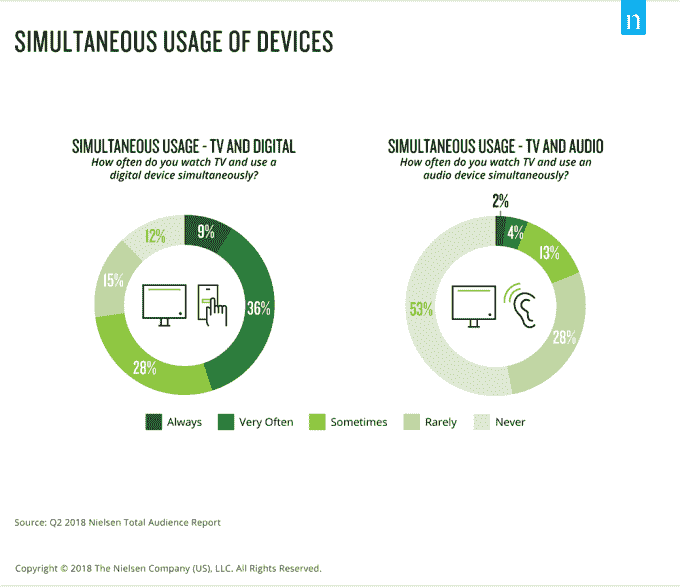 n
SIMULTANEOUS USAGE OF DEVICES
SIMULTANEOUS USAGE - TV AND DIGITAL
How often do you watch TV and use a
digital device simultaneously?
9%
36%
28%
15%
12%
SIMULTANEOUS USAGE - TV AND AUDIO
How often do you watch TV and use an
audio device simultaneously?
2%
4%
13%
28%
53%
Always Very Often Sometimes Rarely Never
Source: Q2 2018 Nielsen Total Audience Report
Copyright © 2018 The Nielsen Company (US), LLC. All Rights Reserved.